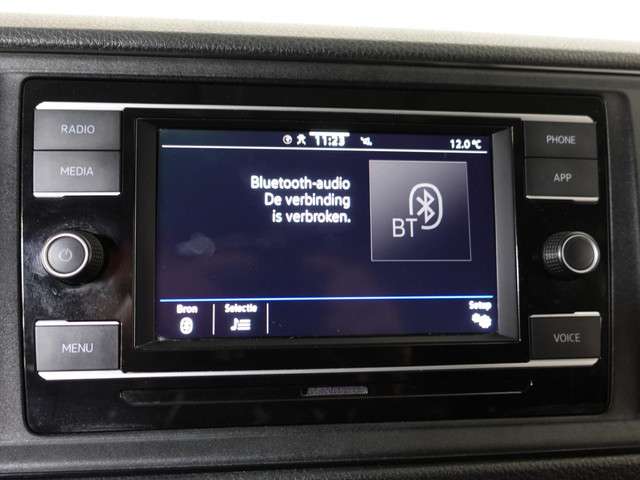 RADIO
MEDIA
MENU
11:23
12.0 °C
Bluetooth-audio
De verbinding
is verbroken.
BT
Bron
Selectie
Setup
PHONE
APP
VOICE